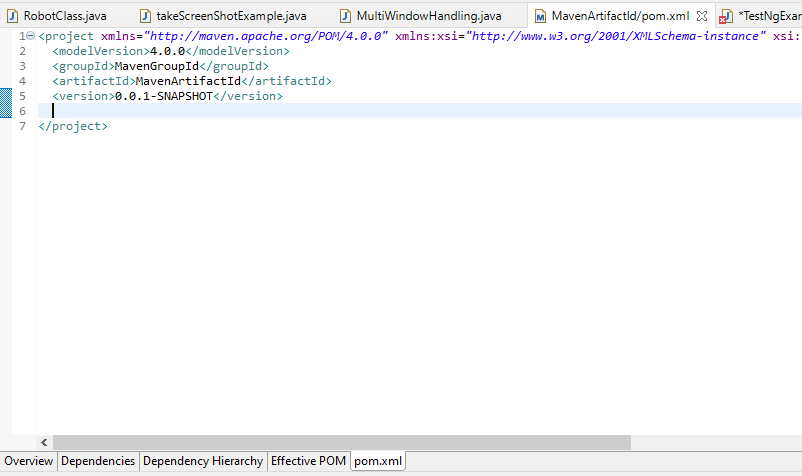 RobotClass.java takeScreenShotExample.java MultiWindowHandling.java MavenArtifactId/pom.xml *TestNgExar
1 <project xmlns="http://maven.apache.org/POM/4.0.0" xmlns:xsi="http://www.w3.org/2001/XMLSchema-instance" xsi:
2 <modelVersion>4.0.0</modelVersion>
3 <groupId>MavenGroupId</groupId>
4 <artifactId>MavenArtifactId</artifactId>
5 <version>0.0.1-SNAPSHOT</version>
6
7 </project>
Overview Dependencies Dependency Hierarchy Effective POM pom.xml